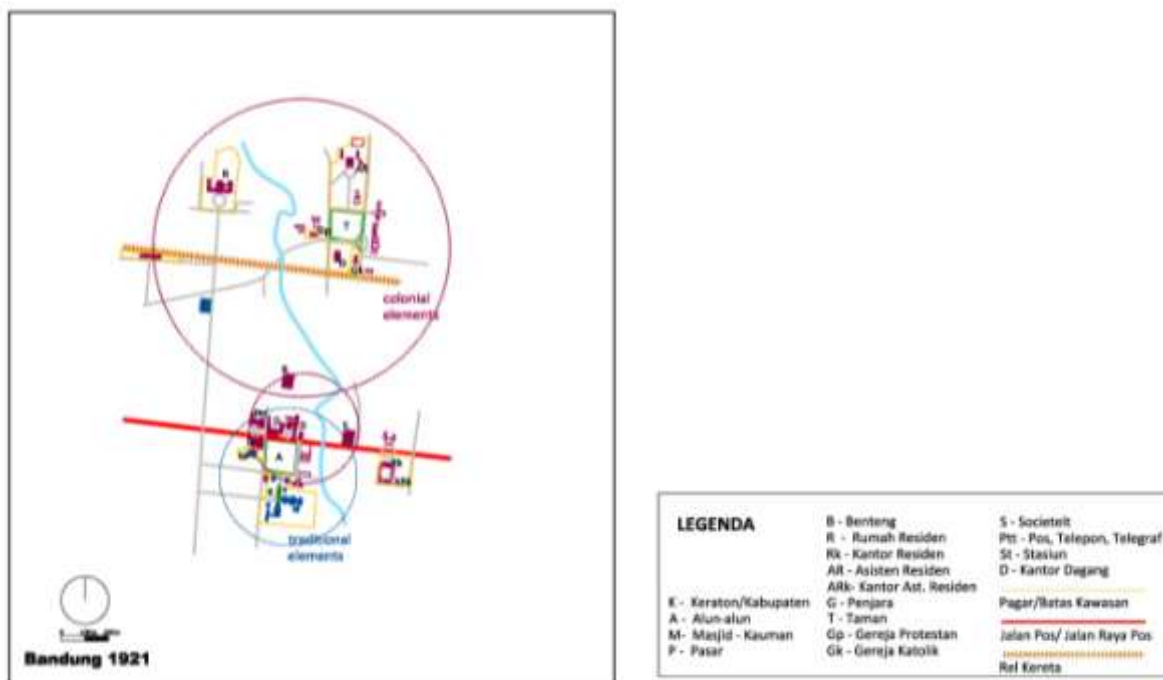 T
A
colonial
elements
traditional
elements
Bandung 1921
LEGENDA
K - Keraton/Kabupaten
A - Alun-alun
M- Masjid - Kauman
P - Pasar
B - Benteng
R - Rumah Residen
Rk - Kantor Residen
AR - Asisten Residen
ARk- Kantor Ast. Residen
G - Penjara
T - Taman
Gp - Gereja Protestan
Gk - Gereja Katolik
S - Societeit
Ptt - Pos, Telepon, Telegraf
St - Stasiun
D - Kantor Dagang
Pagar/Batas Kawasan
Jalan Pos/ Jalan Raya Pos
Rel Kereta